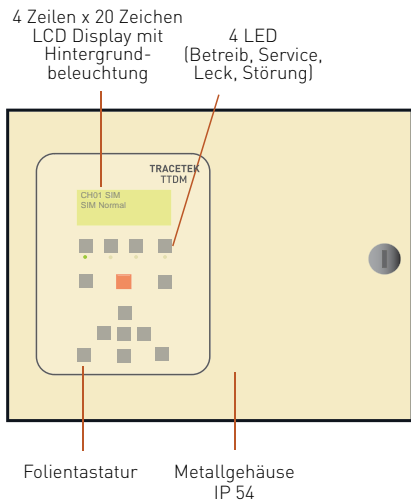 4 Zeilen x 20 Zeichen
LCD Display mit
Hintergrund-
beleuchtung
4 LED
(Betreib, Service,
Leck, Störung)
TRACETEK
TTDM
CH01 SIM
SIM Normal
Folientastatur
Metallgehäuse
IP 54